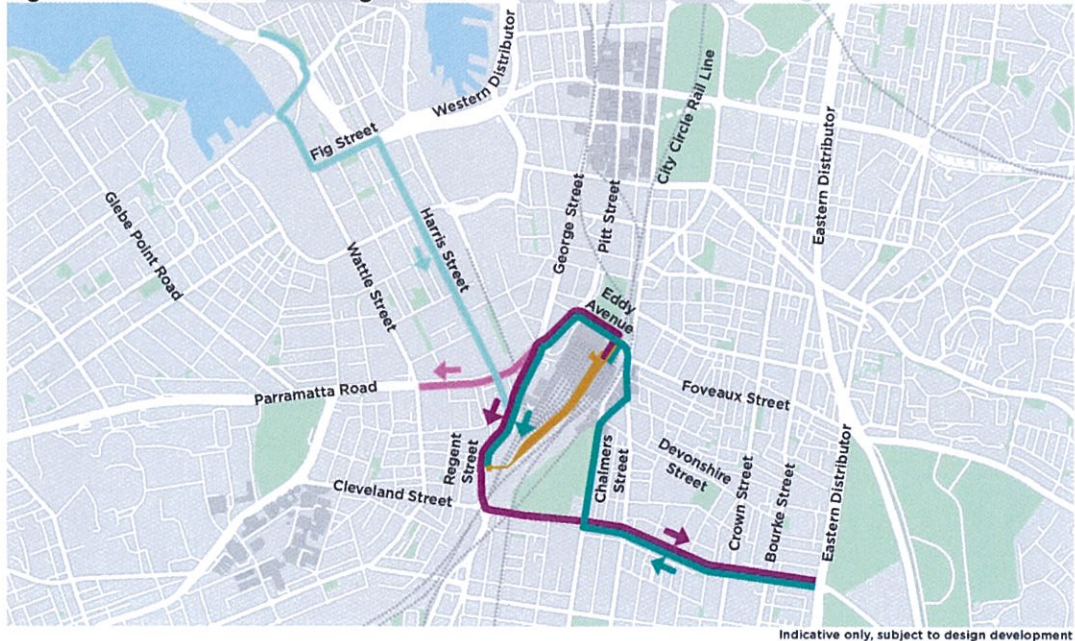 Western Distributor
City Circle Rail Line
Fig Street
Eastern Distributor
Glebe Point Road
George Street
Pitt Street
Harris Street
Wattle Street
Eddy
Avenue
Parramatta Road
Foveaux Street
Regent
Street
Chalmers
Street
Devonshire
Street
Crown Street
Bourke Street
Eastern Distributor
Cleveland Street
Indicative only, subject to design development